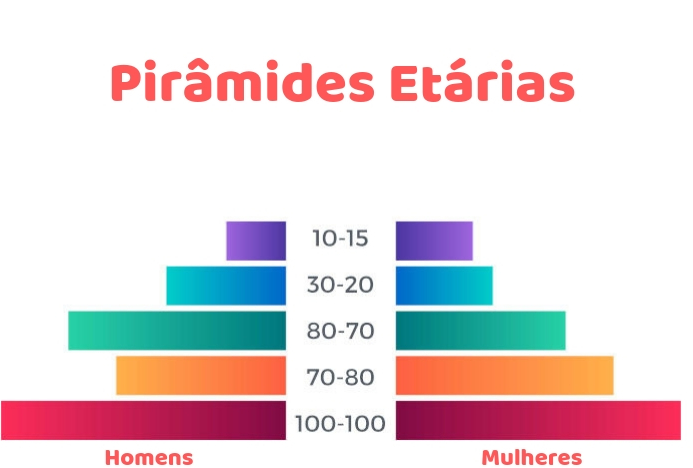 Pirâmides Etárias
10-15
30-20
80-70
70-80
100-100
Homens
Mulheres